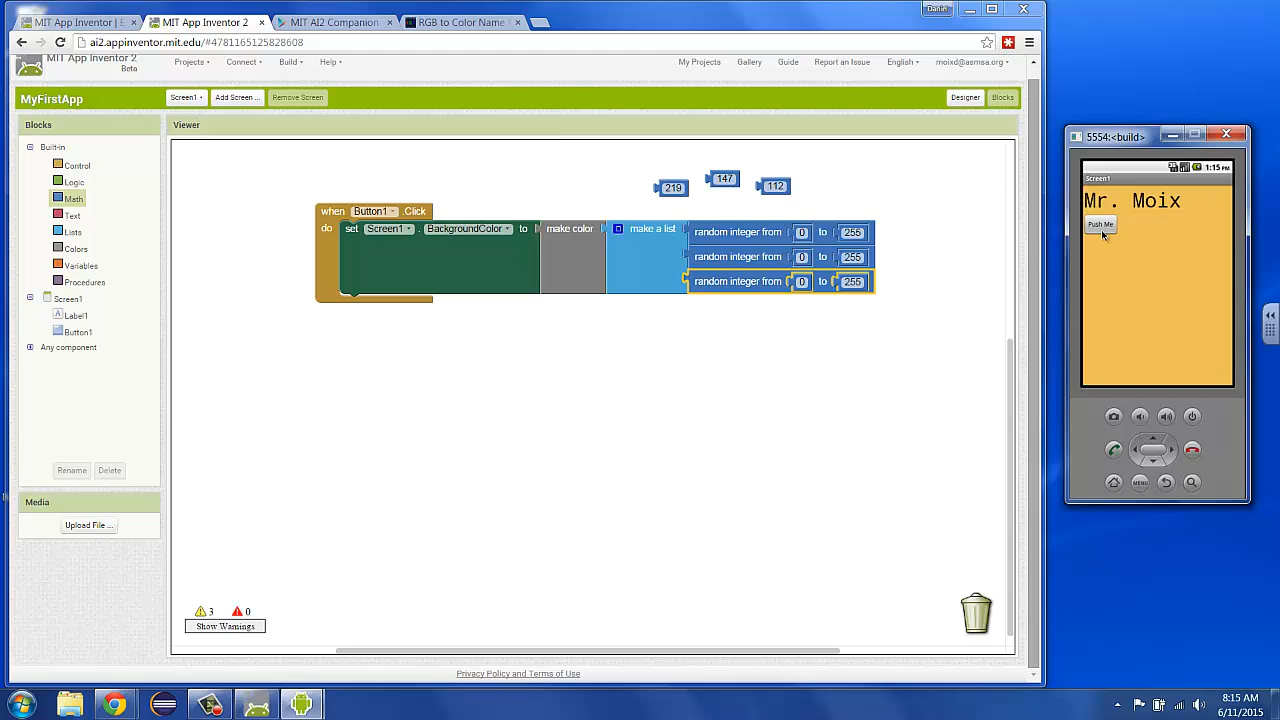 Daniel
MIT App Inventor | E
MIT App Inventor 2
MIT AI2 Companion
RGB to Color Name
ai2.appinventor.mit.edu/#4781165125828608
MIT App Inventor 2
Beta
Projects
Connect
Build
Help
My Projects
Gallery
Guide
Report an Issue
English
moixd@asmsa.org
MyFirstApp
Screen1
Add Screen ...
Remove Screen
Designer
Blocks
Blocks
Viewer
Built-in
Control
Logic
Math
Text
Lists
Colors
Variables
Procedures
Screen1
Label1
Button1
Any component
Rename
Delete
Media
Upload File ...
219
147
112
when Button1 .Click
do set Screen1 . BackgroundColor to make color make a list random integer from 0 to 255
random integer from 0 to 255
random integer from 0 to 255
3
0
Show Warnings
Privacy Policy and Terms of Use
5554:<build>
1:15 PM
Screen1
Mr. Moix
Push Me
MENU
8:15 AM
6/11/2015